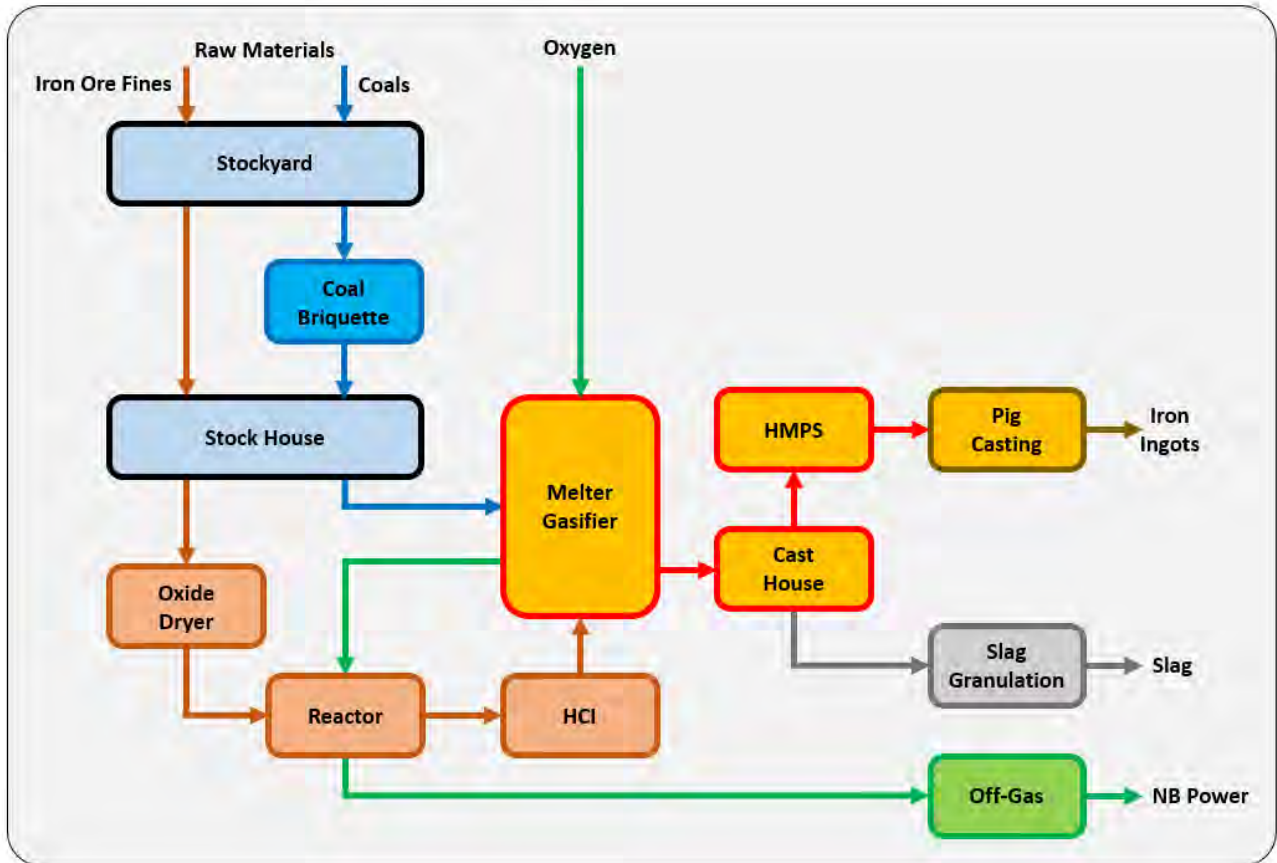 Raw Materials
Oxygen
Iron Ore Fines
Coals
Stockyard
Coal
Briquette
Stock House
Melter
Gasifier
HMPS
Pig
Casting
Iron
Ingots
Cast
House
Oxide
Dryer
Slag
Granulation
Slag
Reactor
HCI
Off-Gas
NB Power